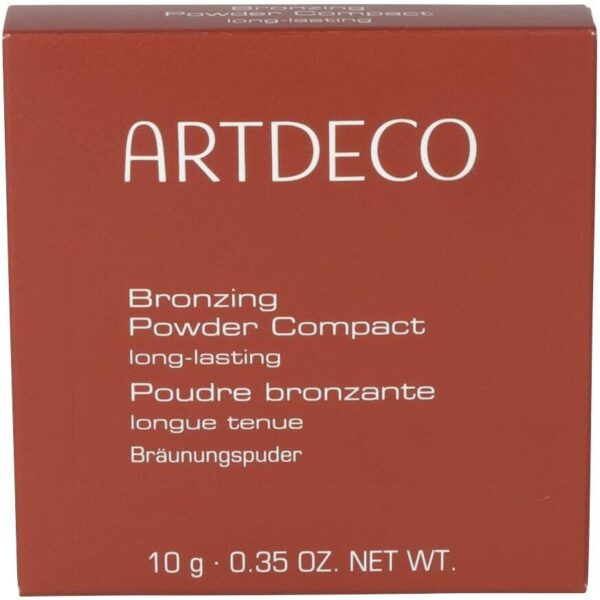 Bronzing
Powder Compact
long-lasting
ARTDECO
Bronzing
Powder Compact
long-lasting
Poudre bronzante
longue tenue
Bräunungspuder
10 g · 0.35 OZ. NET WT.